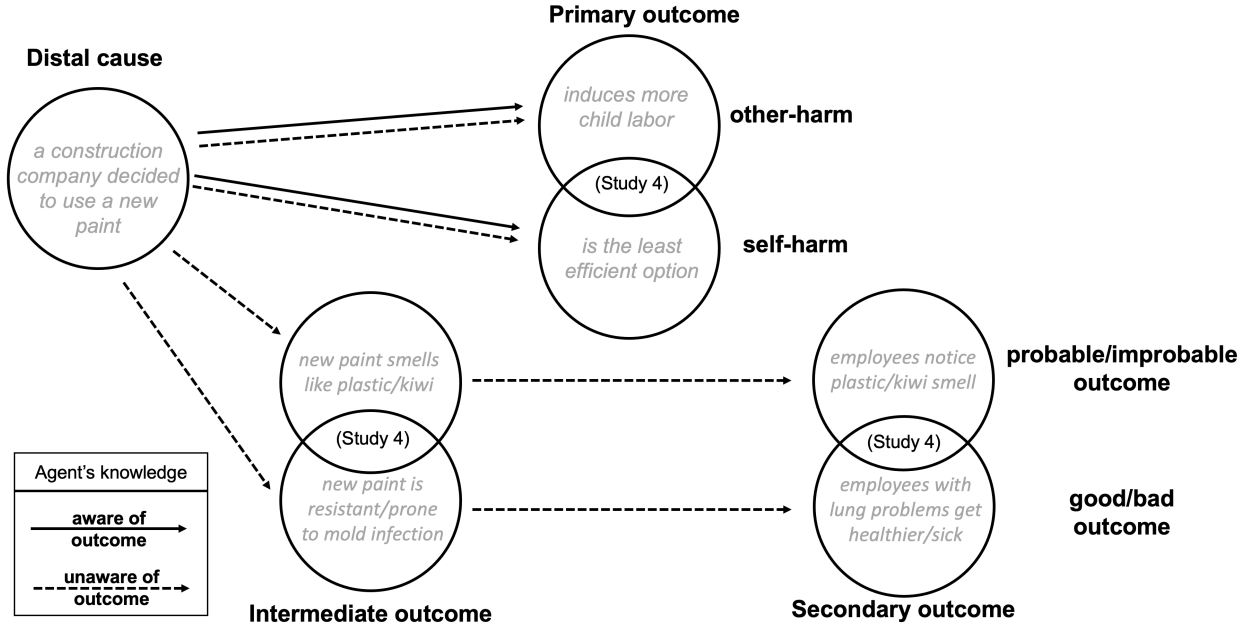 Primary outcome
Distal cause
a construction
company decided
to use a new
paint
induces more
child labor
other-harm
(Study 4)
is the least
efficient option
self-harm
new paint smells
like plastic/kiwi
(Study 4)
new paint is
resistant/prone
to mold infection
Intermediate outcome
employees notice
plastic/kiwi smell
probable/improbable
outcome
(Study 4)
employees with
lung problems get
healthier/sick
good/bad
outcome
Secondary outcome
Agent's knowledge
aware of
outcome
unaware of
outcome